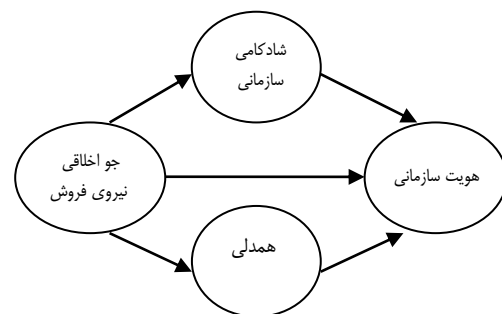 شادکامی
سازمانی
جو اخلاقی
نیروی فروش
هویت سازمانی
همدلی